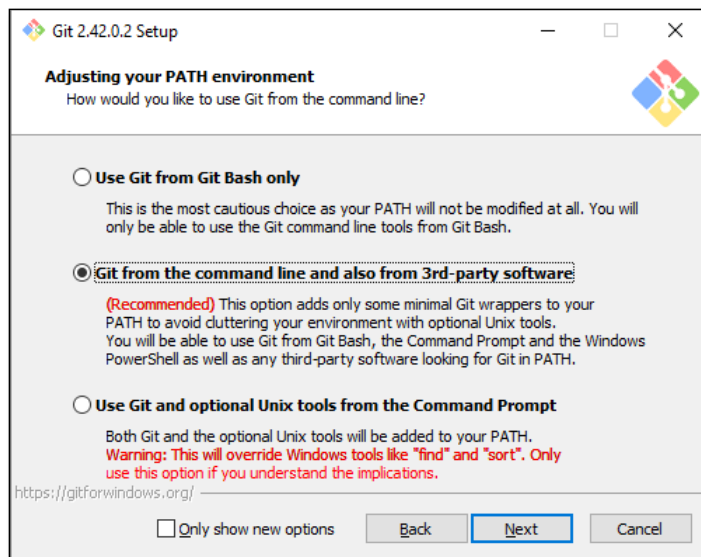 Git 2.42.0.2 Setup
Adjusting your PATH environment
How would you like to use Git from the command line?
Use Git from Git Bash only
This is the most cautious choice as your PATH will not be modified at all. You will
only be able to use the Git command line tools from Git Bash.
Git from the command line and also from 3rd-party software
(Recommended) This option adds only some minimal Git wrappers to your
PATH to avoid cluttering your environment with optional Unix tools.
You will be able to use Git from Git Bash, the Command Prompt and the Windows
PowerShell as well as any third-party software looking for Git in PATH.
Use Git and optional Unix tools from the Command Prompt
Both Git and the optional Unix tools will be added to your PATH.
Warning: This will override Windows tools like "find" and "sort". Only
use this option if you understand the implications.
https://gitforwindows.org/
Only show new options Back Next Cancel